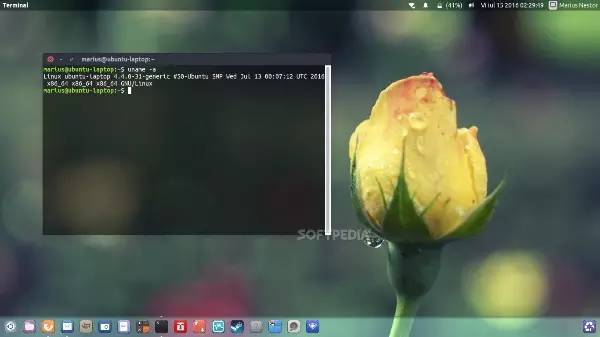 Terminal
(41%) Vi iul 15 2016 02:29:49 Marius Nestor
marius@ubuntu-laptop:~
marius@ubuntu-laptop:~$ uname -a
Linux ubuntu-laptop 4.4.0-31-generic #50-Ubuntu SMP Wed Jul 13 00:07:12 UTC 2016
x86_64 x86_64 x86_64 GNU/Linux
marius@ubuntu-laptop:~$
SOFTPEDIA